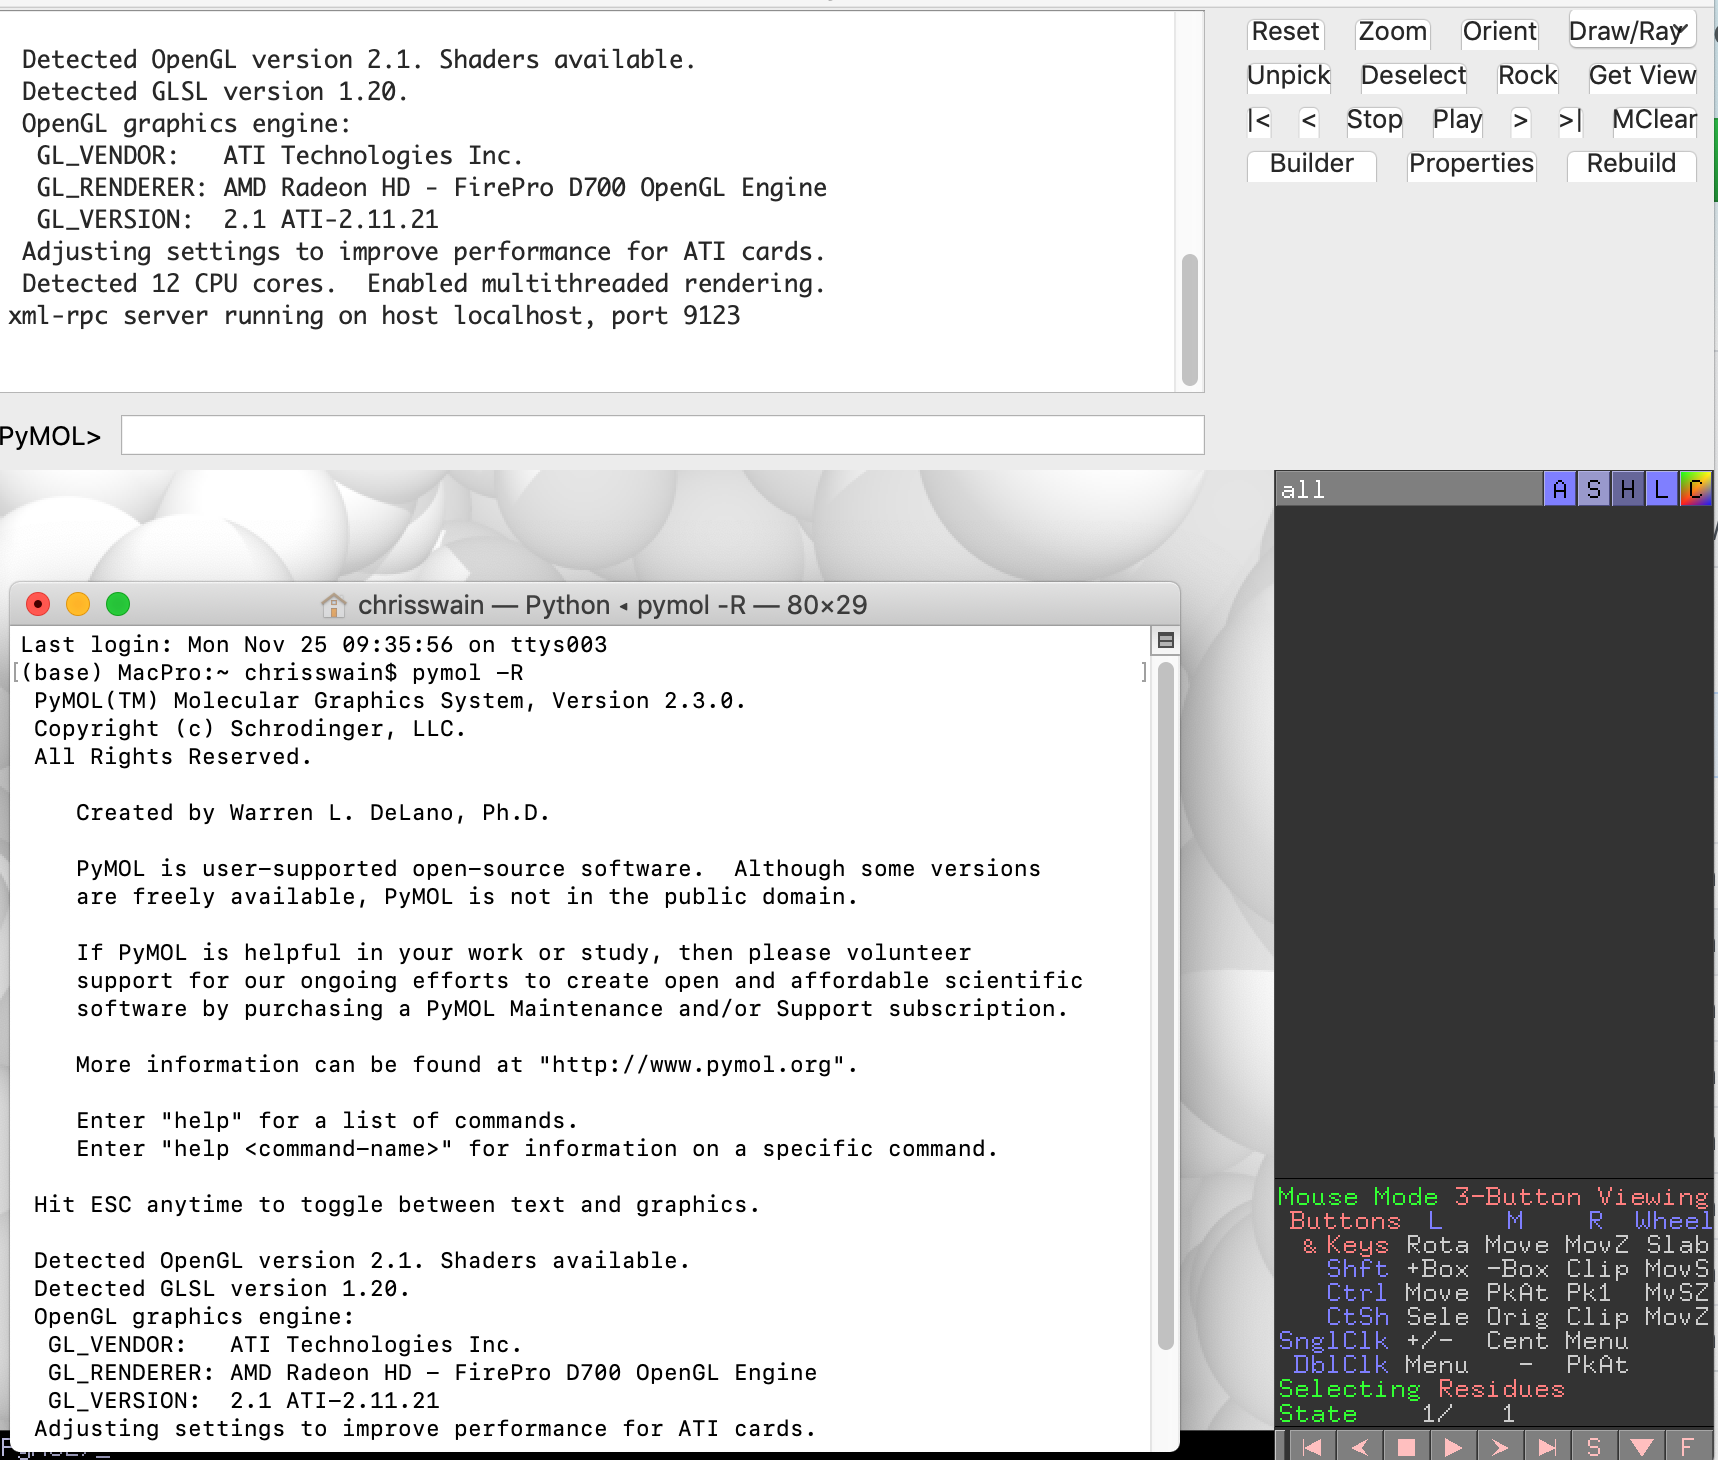 Detected OpenGL version 2.1. Shaders available.
Detected GLSL version 1.20.
OpenGL graphics engine:
GL_VENDOR:   ATI Technologies Inc.
GL_RENDERER: AMD Radeon HD - FirePro D700 OpenGL Engine
GL_VERSION:  2.1 ATI-2.11.21
Adjusting settings to improve performance for ATI cards.
Detected 12 CPU cores.  Enabled multithreaded rendering.
xml-rpc server running on host localhost, port 9123
PyMOL>
Reset Zoom Orient Draw/Ray
Unpick Deselect Rock Get View
|< < Stop Play > >| MClear
Builder Properties Rebuild
all A S H L C
chrisswain — Python ◂ pymol -R — 80×29
Last login: Mon Nov 25 09:35:56 on ttys003
[(base) MacPro:~ chrisswain$ pymol -R ]
PyMOL(TM) Molecular Graphics System, Version 2.3.0.
Copyright (c) Schrodinger, LLC.
All Rights Reserved.
Created by Warren L. DeLano, Ph.D.
PyMOL is user-supported open-source software.  Although some versions
are freely available, PyMOL is not in the public domain.
If PyMOL is helpful in your work or study, then please volunteer
support for our ongoing efforts to create open and affordable scientific
software by purchasing a PyMOL Maintenance and/or Support subscription.
More information can be found at "http://www.pymol.org".
Enter "help" for a list of commands.
Enter "help <command-name>" for information on a specific command.
Hit ESC anytime to toggle between text and graphics.
Detected OpenGL version 2.1. Shaders available.
Detected GLSL version 1.20.
OpenGL graphics engine:
GL_VENDOR:   ATI Technologies Inc.
GL_RENDERER: AMD Radeon HD - FirePro D700 OpenGL Engine
GL_VERSION:  2.1 ATI-2.11.21
Adjusting settings to improve performance for ATI cards.
Mouse Mode 3-Button Viewing
Buttons L M R Wheel
& Keys Rota Move MovZ Slab
Shft +Box -Box Clip MovS
Ctrl Move PkAt Pk1 MvSZ
CtSh Sele Orig Clip MovZ
SnglClk +/- Cent Menu
DblClk Menu - PkAt
Selecting Residues
State 1/ 1
S F